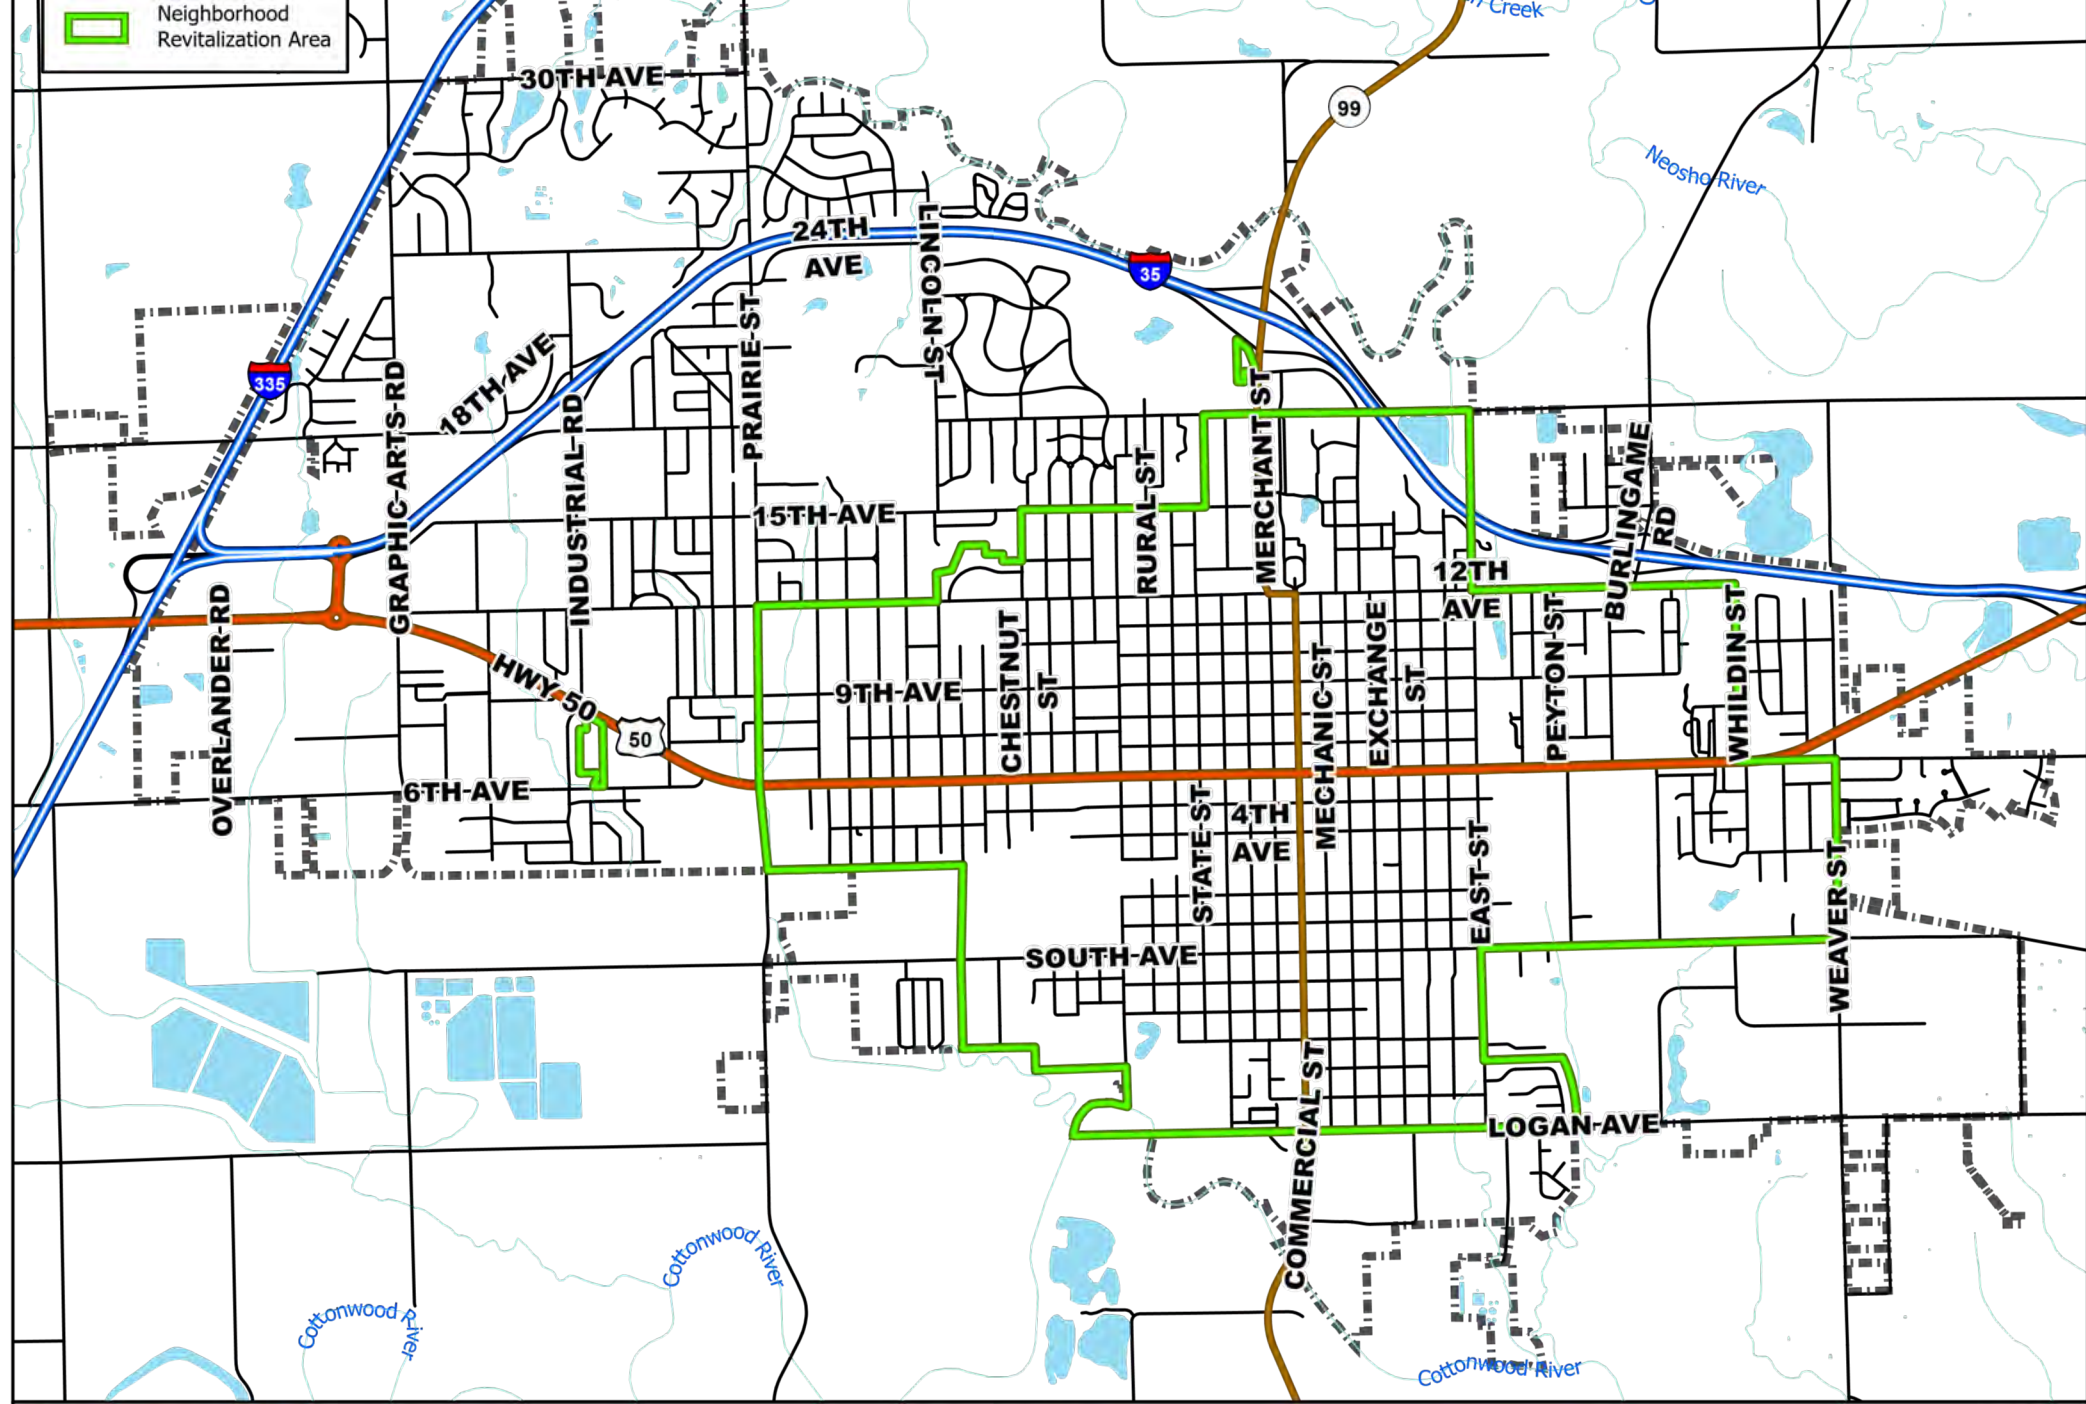 Neighborhood
Revitalization Area
Creek
30TH AVE
99
Neosho River
24TH
AVE
LINCOLN ST
35
PRAIRIE ST
335
18TH AVE
GRAPHIC ARTS RD
INDUSTRIAL RD
MERCHANT ST
RURAL ST
BURLINGAME
RD
15TH AVE
12TH
AVE
OVERLANDER RD
HWY 50
50
9TH AVE
CHESTNUT
ST
MECHANIC ST
EXCHANGE
ST
PEYTON ST
WHILDIN ST
6TH AVE
STATE ST
4TH
AVE
EAST ST
WEAVER ST
SOUTH AVE
COMMERCIAL ST
LOGAN AVE
Cottonwood River
Cottonwood River
Cottonwood River